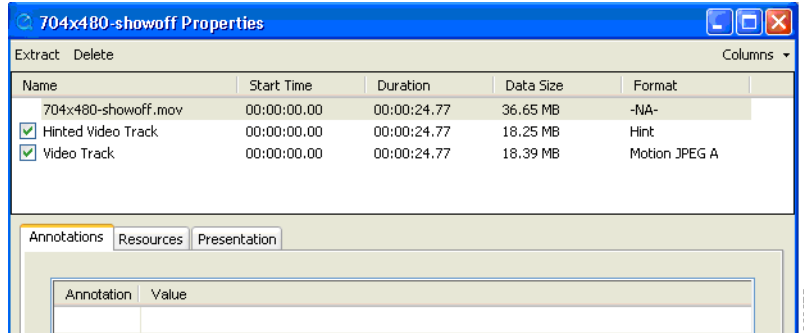 704x480-showoff Properties
Extract Delete Columns
Name Start Time Duration Data Size Format
704x480-showoff.mov 00:00:00.00 00:00:24.77 36.65 MB -NA-
Hinted Video Track 00:00:00.00 00:00:24.77 18.25 MB Hint
Video Track 00:00:00.00 00:00:24.77 18.39 MB Motion JPEG A
Annotations Resources Presentation
Annotation Value